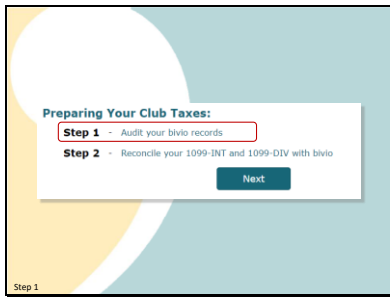 Preparing Your Club Taxes:
Step 1 - Audit your bivio records
Step 2 - Reconcile your 1099-INT and 1099-DIV with bivio
Next
Step 1